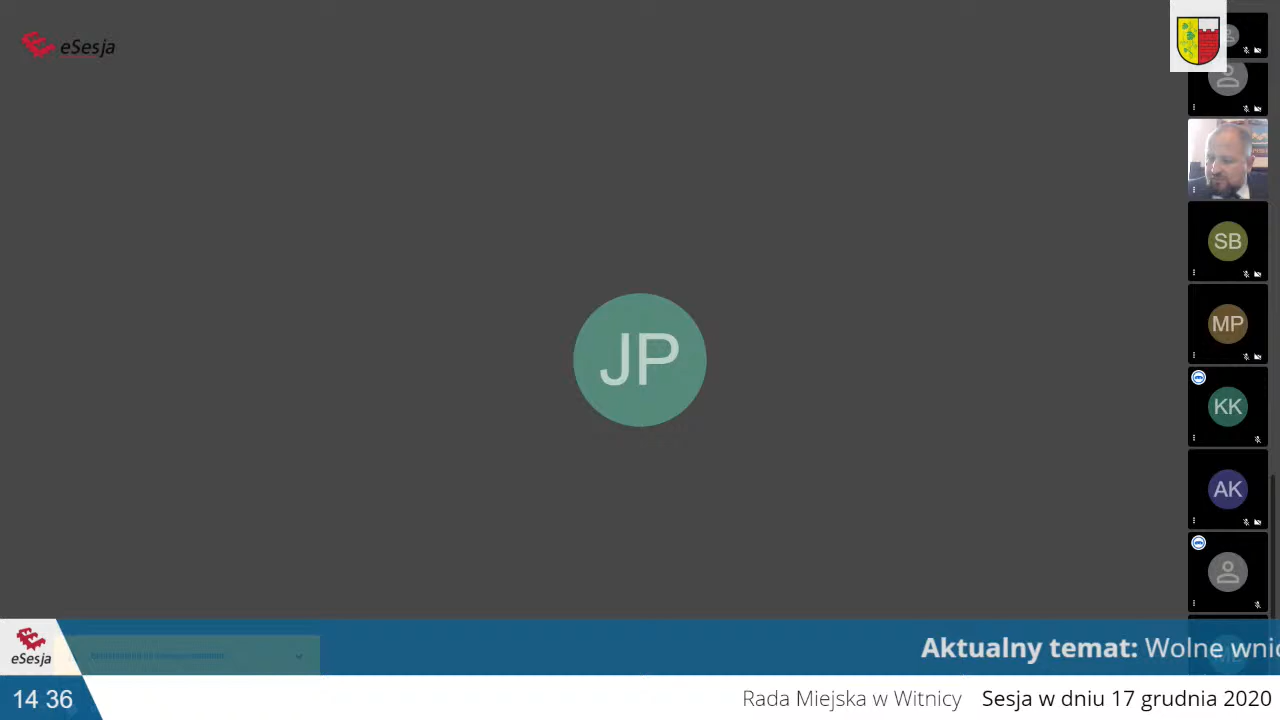 eSesja
SB
MP
JP
KK
AK
Aktualny temat: Wolne
eSesja
14 36
Rada Miejska w Witnicy Sesja w dniu 17 grudnia 2020